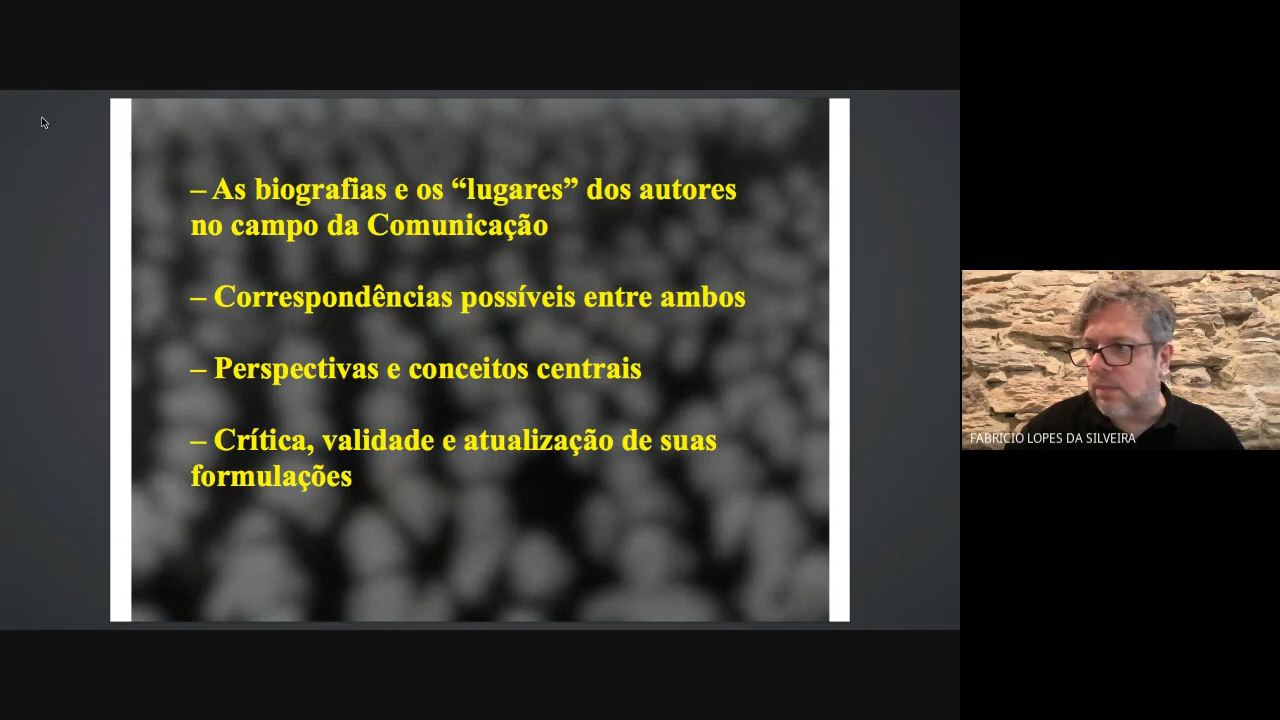 – As biografias e os “lugares” dos autores
no campo da Comunicação
– Correspondências possíveis entre ambos
– Perspectivas e conceitos centrais
– Crítica, validade e atualização de suas
formulações
FABRICIO LOPES DA SILVEIRA